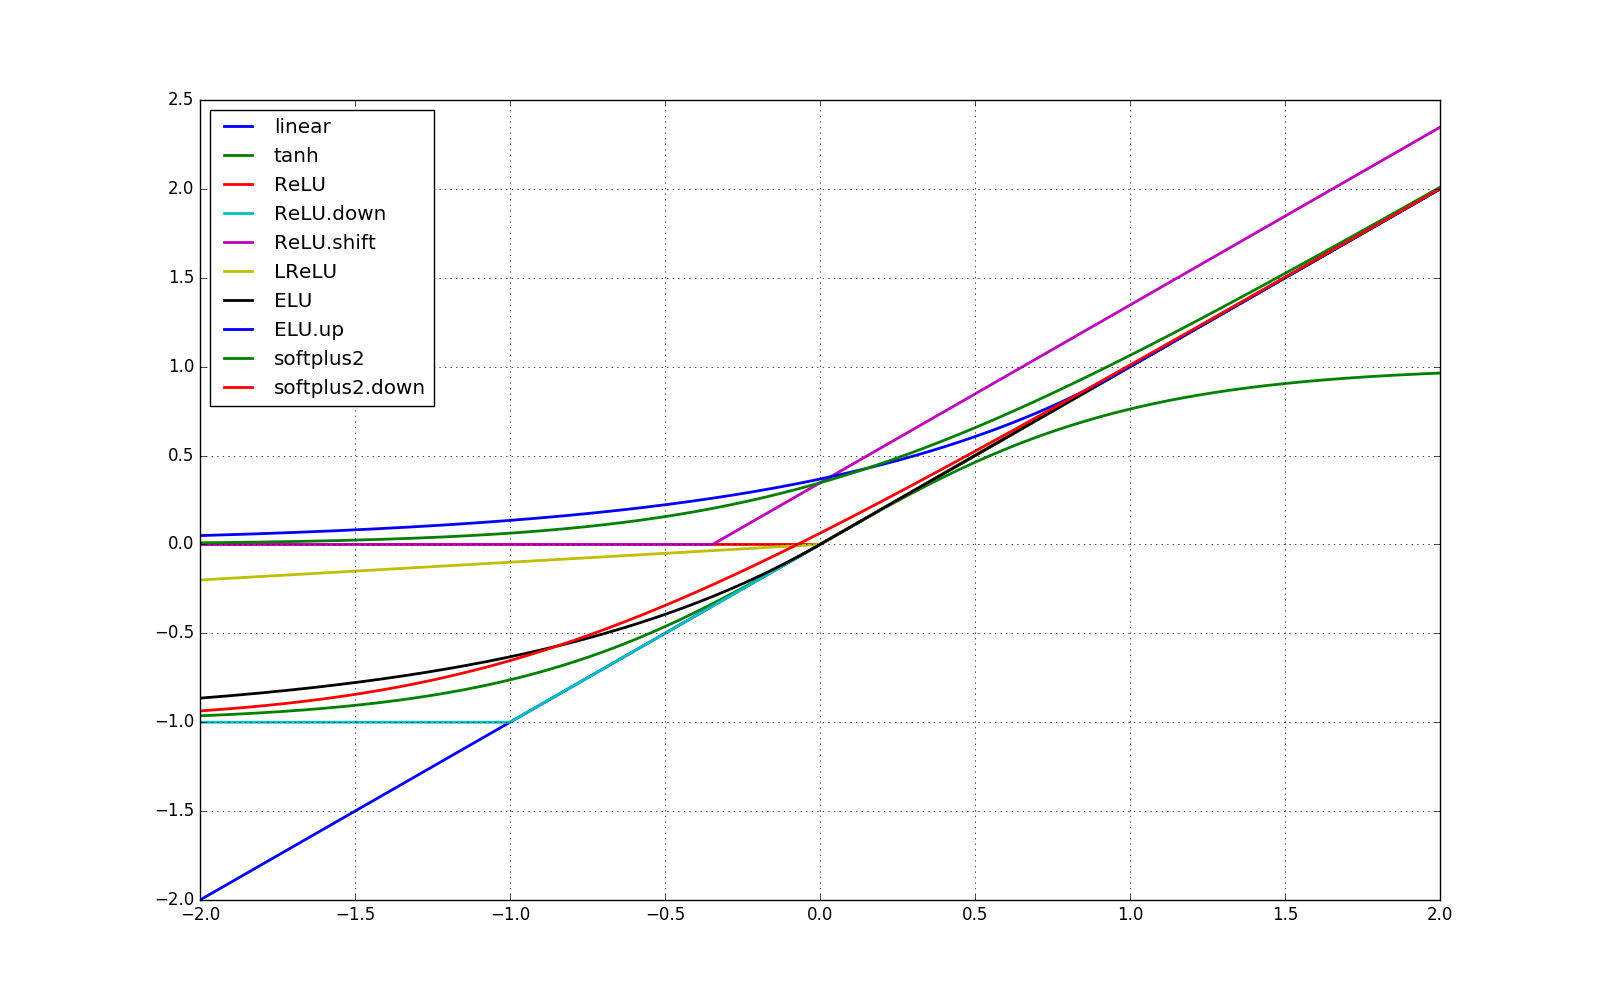 2.5
2.0
1.5
1.0
0.5
0.0
−0.5
−1.0
−1.5
−2.0
linear
tanh
ReLU
ReLU.down
ReLU.shift
LReLU
ELU
ELU.up
softplus2
softplus2.down
−2.0 −1.5 −1.0 −0.5 0.0 0.5 1.0 1.5 2.0